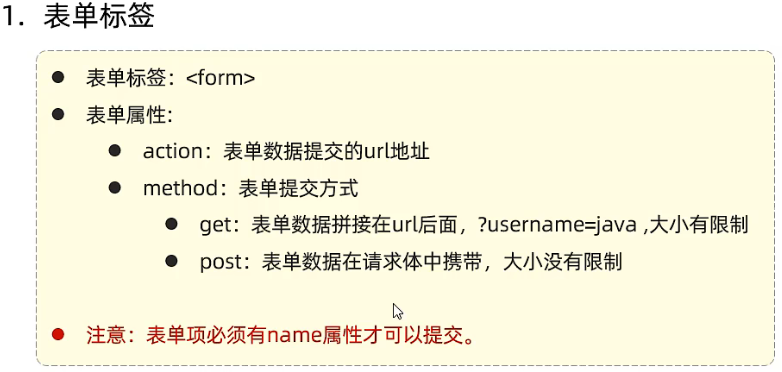 1. 表单标签
表单标签：<form>
表单属性:
action：表单数据提交的url地址
method：表单提交方式
get：表单数据拼接在url后面，?username=java ,大小有限制
post：表单数据在请求体中携带，大小没有限制
注意：表单项必须有name属性才可以提交。